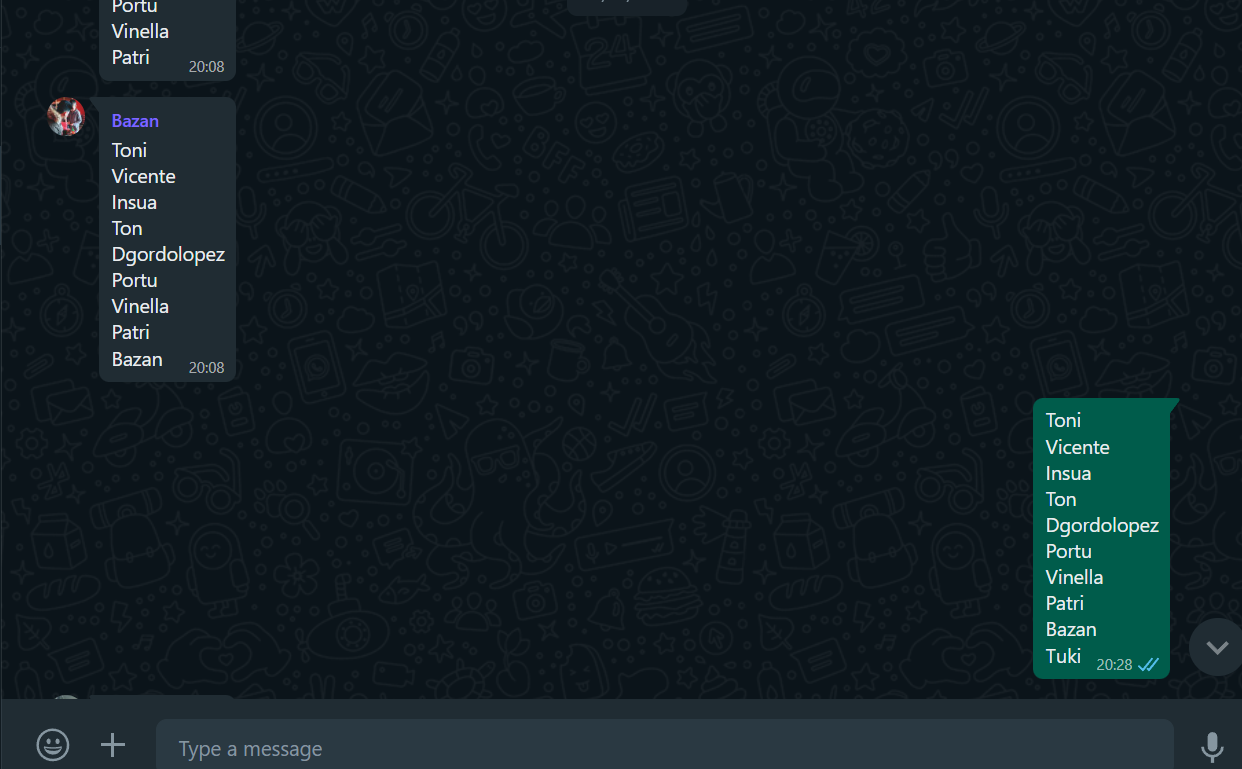 Portu
Vinella
Patri
20:08
Bazan
Toni
Vicente
Insua
Ton
Dgordolopez
Portu
Vinella
Patri
Bazan
20:08
Toni
Vicente
Insua
Ton
Dgordolopez
Portu
Vinella
Patri
Bazan
Tuki
20:28
Type a message